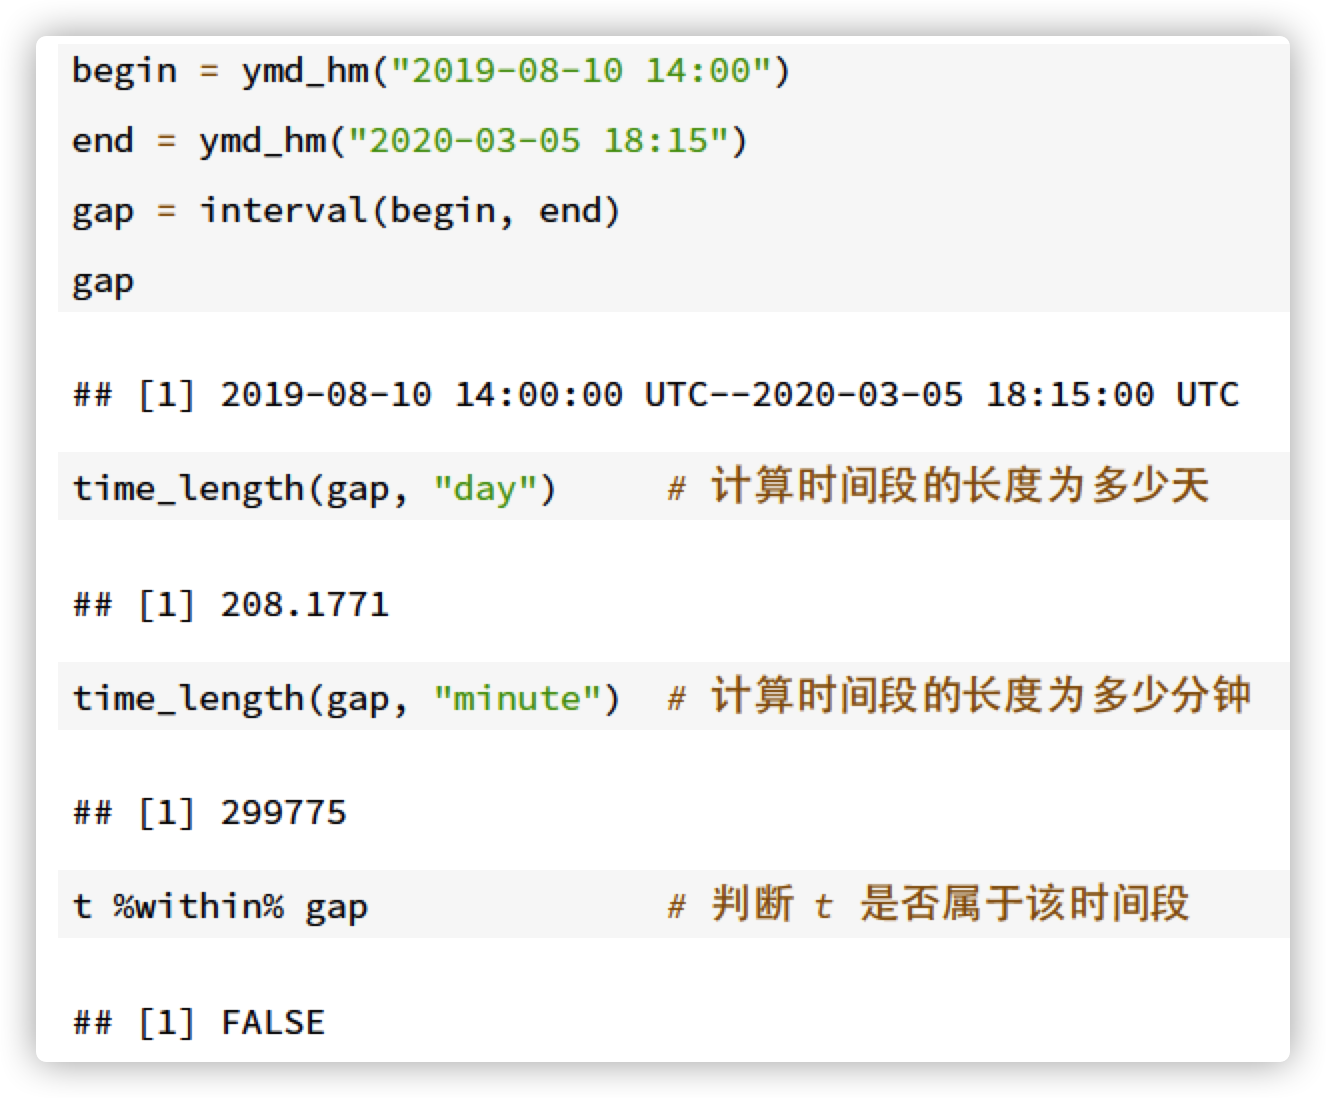 begin = ymd_hm("2019-08-10 14:00")
end = ymd_hm("2020-03-05 18:15")
gap = interval(begin, end)
gap
## [1] 2019-08-10 14:00:00 UTC--2020-03-05 18:15:00 UTC
time_length(gap, "day")     # 计算时间段的长度为多少天
## [1] 208.1771
time_length(gap, "minute")  # 计算时间段的长度为多少分钟
## [1] 299775
t %within% gap              # 判断 t 是否属于该时间段
## [1] FALSE